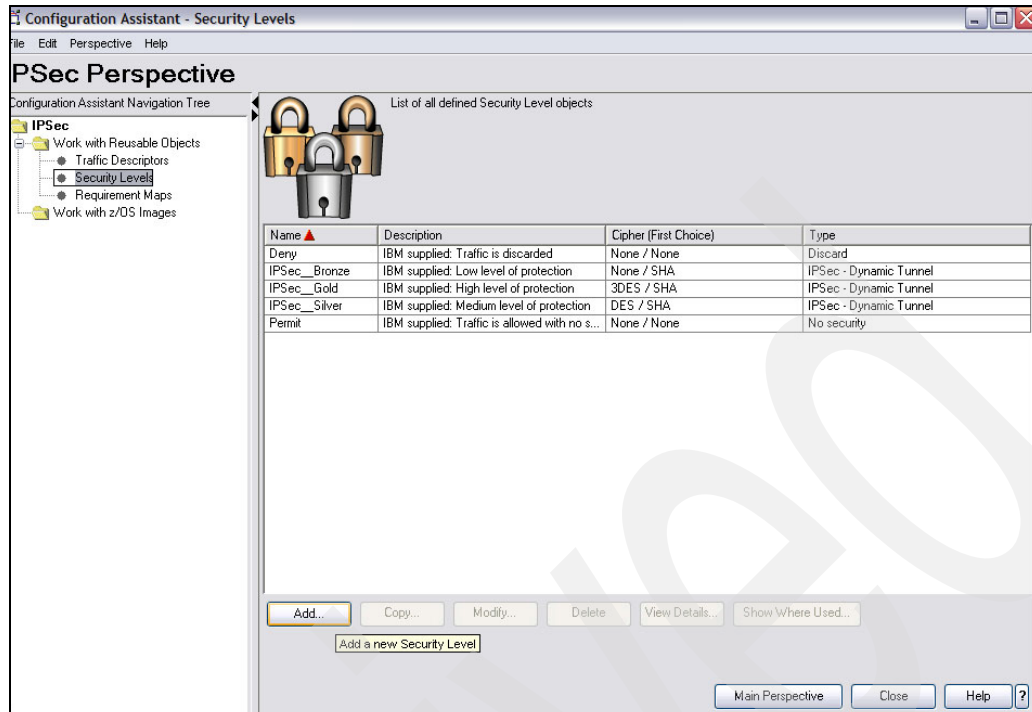 Configuration Assistant - Security Levels
File Edit Perspective Help
IPSec Perspective
Configuration Assistant Navigation Tree
IPSec
Work with Reusable Objects
Traffic Descriptors
Security Levels
Requirement Maps
Work with z/OS Images
List of all defined Security Level objects
Name Description Cipher (First Choice) Type
Deny IBM supplied: Traffic is discarded None / None Discard
IPSec__Bronze IBM supplied: Low level of protection None / SHA IPSec - Dynamic Tunnel
IPSec__Gold IBM supplied: High level of protection 3DES / SHA IPSec - Dynamic Tunnel
IPSec__Silver IBM supplied: Medium level of protection DES / SHA IPSec - Dynamic Tunnel
Permit IBM supplied: Traffic is allowed with no s... None / None No security
Add... Copy... Modify... Delete View Details... Show Where Used...
Add a new Security Level
Main Perspective Close Help ?